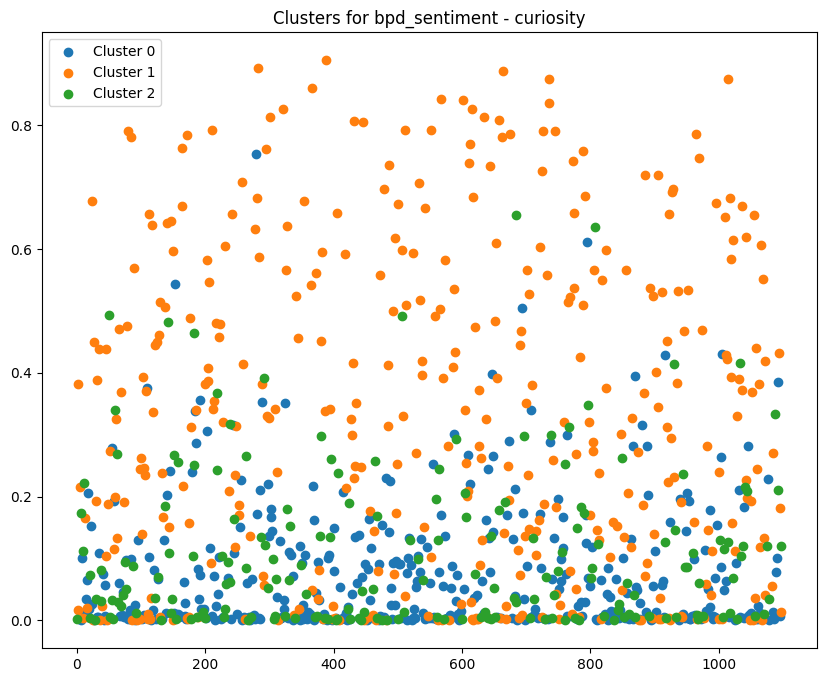 Clusters for bpd_sentiment - curiosity
Cluster 0
Cluster 1
Cluster 2
0.8
0.6
0.4
0.2
0.0
0 200 400 600 800 1000